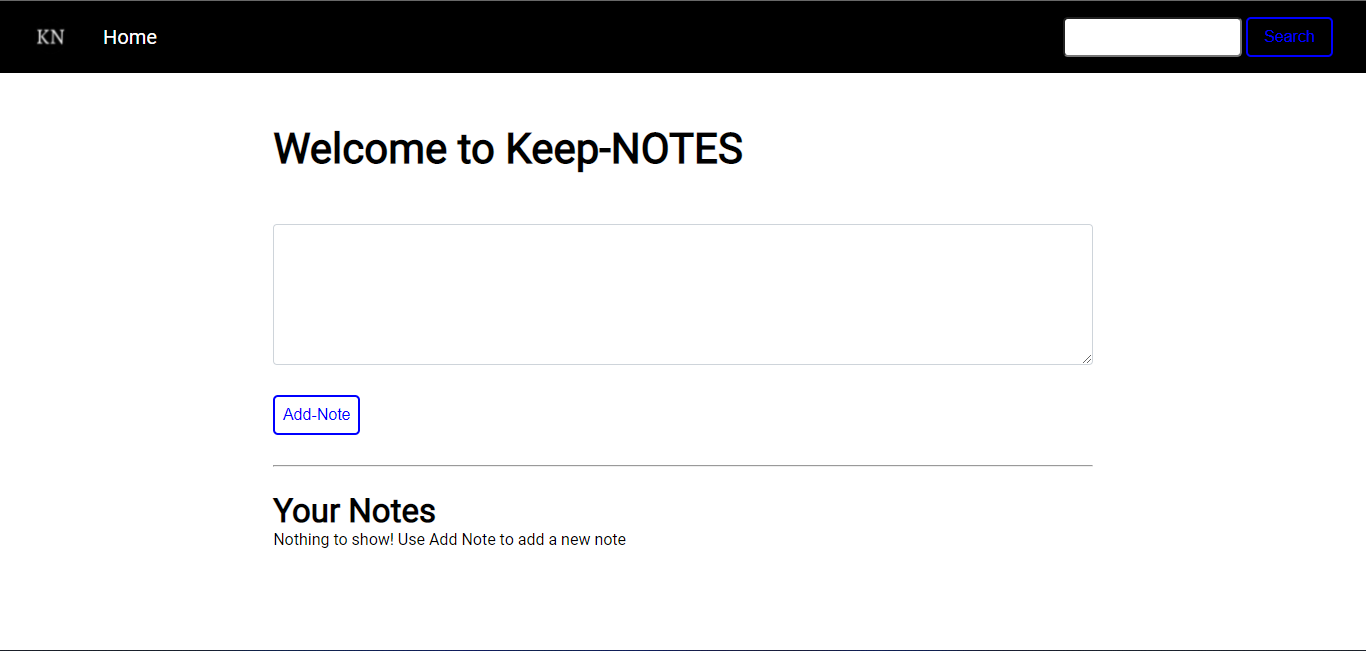 KN
Home
Search
Welcome to Keep-NOTES
Add-Note
Your Notes
Nothing to show! Use Add Note to add a new note